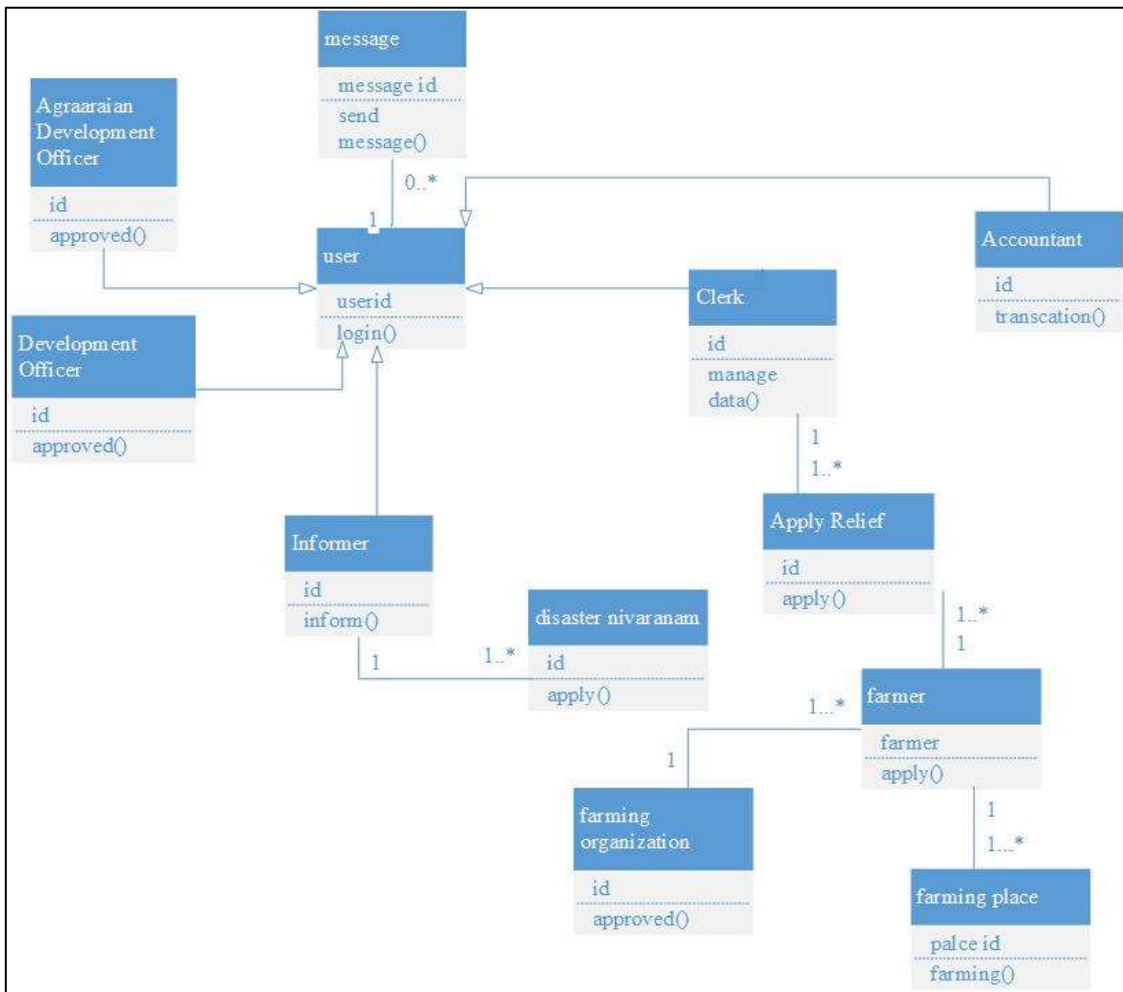 message
message id
send
message()
0..*
1
Agraaraian
Development
Officer
id
approved()
user
userid
login()
Accountant
id
transcation()
Clerk
id
manage
data()
Development
Officer
id
approved()
1
1..*
Apply Relief
id
apply()
Informer
id
inform()
1
1..*
disaster nivaranam
id
apply()
1..*
1
farmer
farmer
apply()
1...*
1
farming
organization
id
approved()
1
1...*
farming place
palce id
farming()